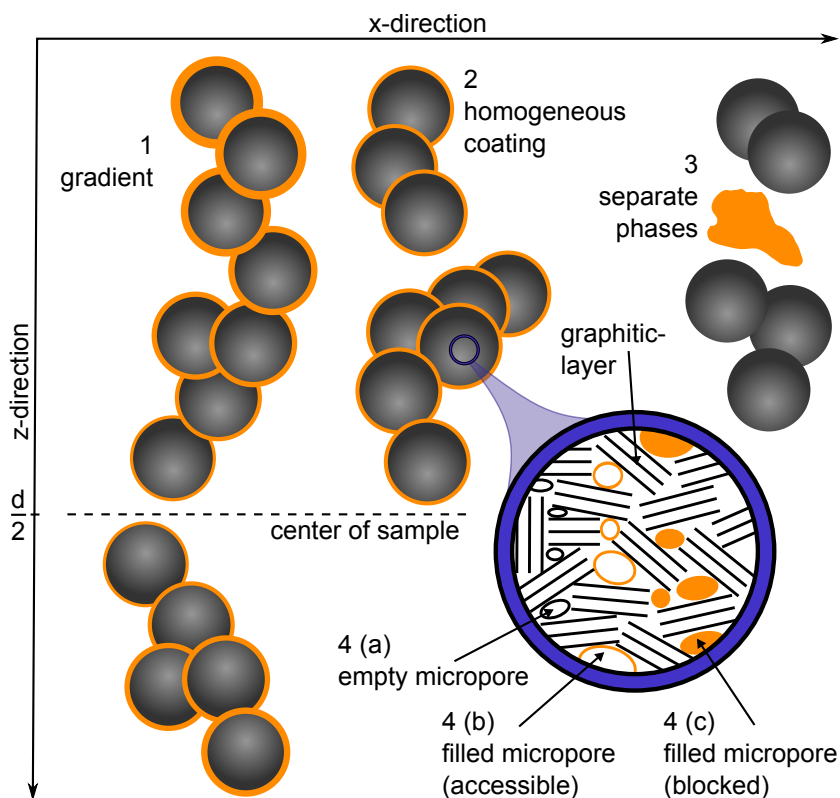 x-direction
1
gradient
2
homogeneous
coating
3
separate
phases
graphitic-
layer
z-direction
d
2
center of sample
4 (a)
empty micropore
4 (b)
filled micropore
(accessible)
4 (c)
filled micropore
(blocked)